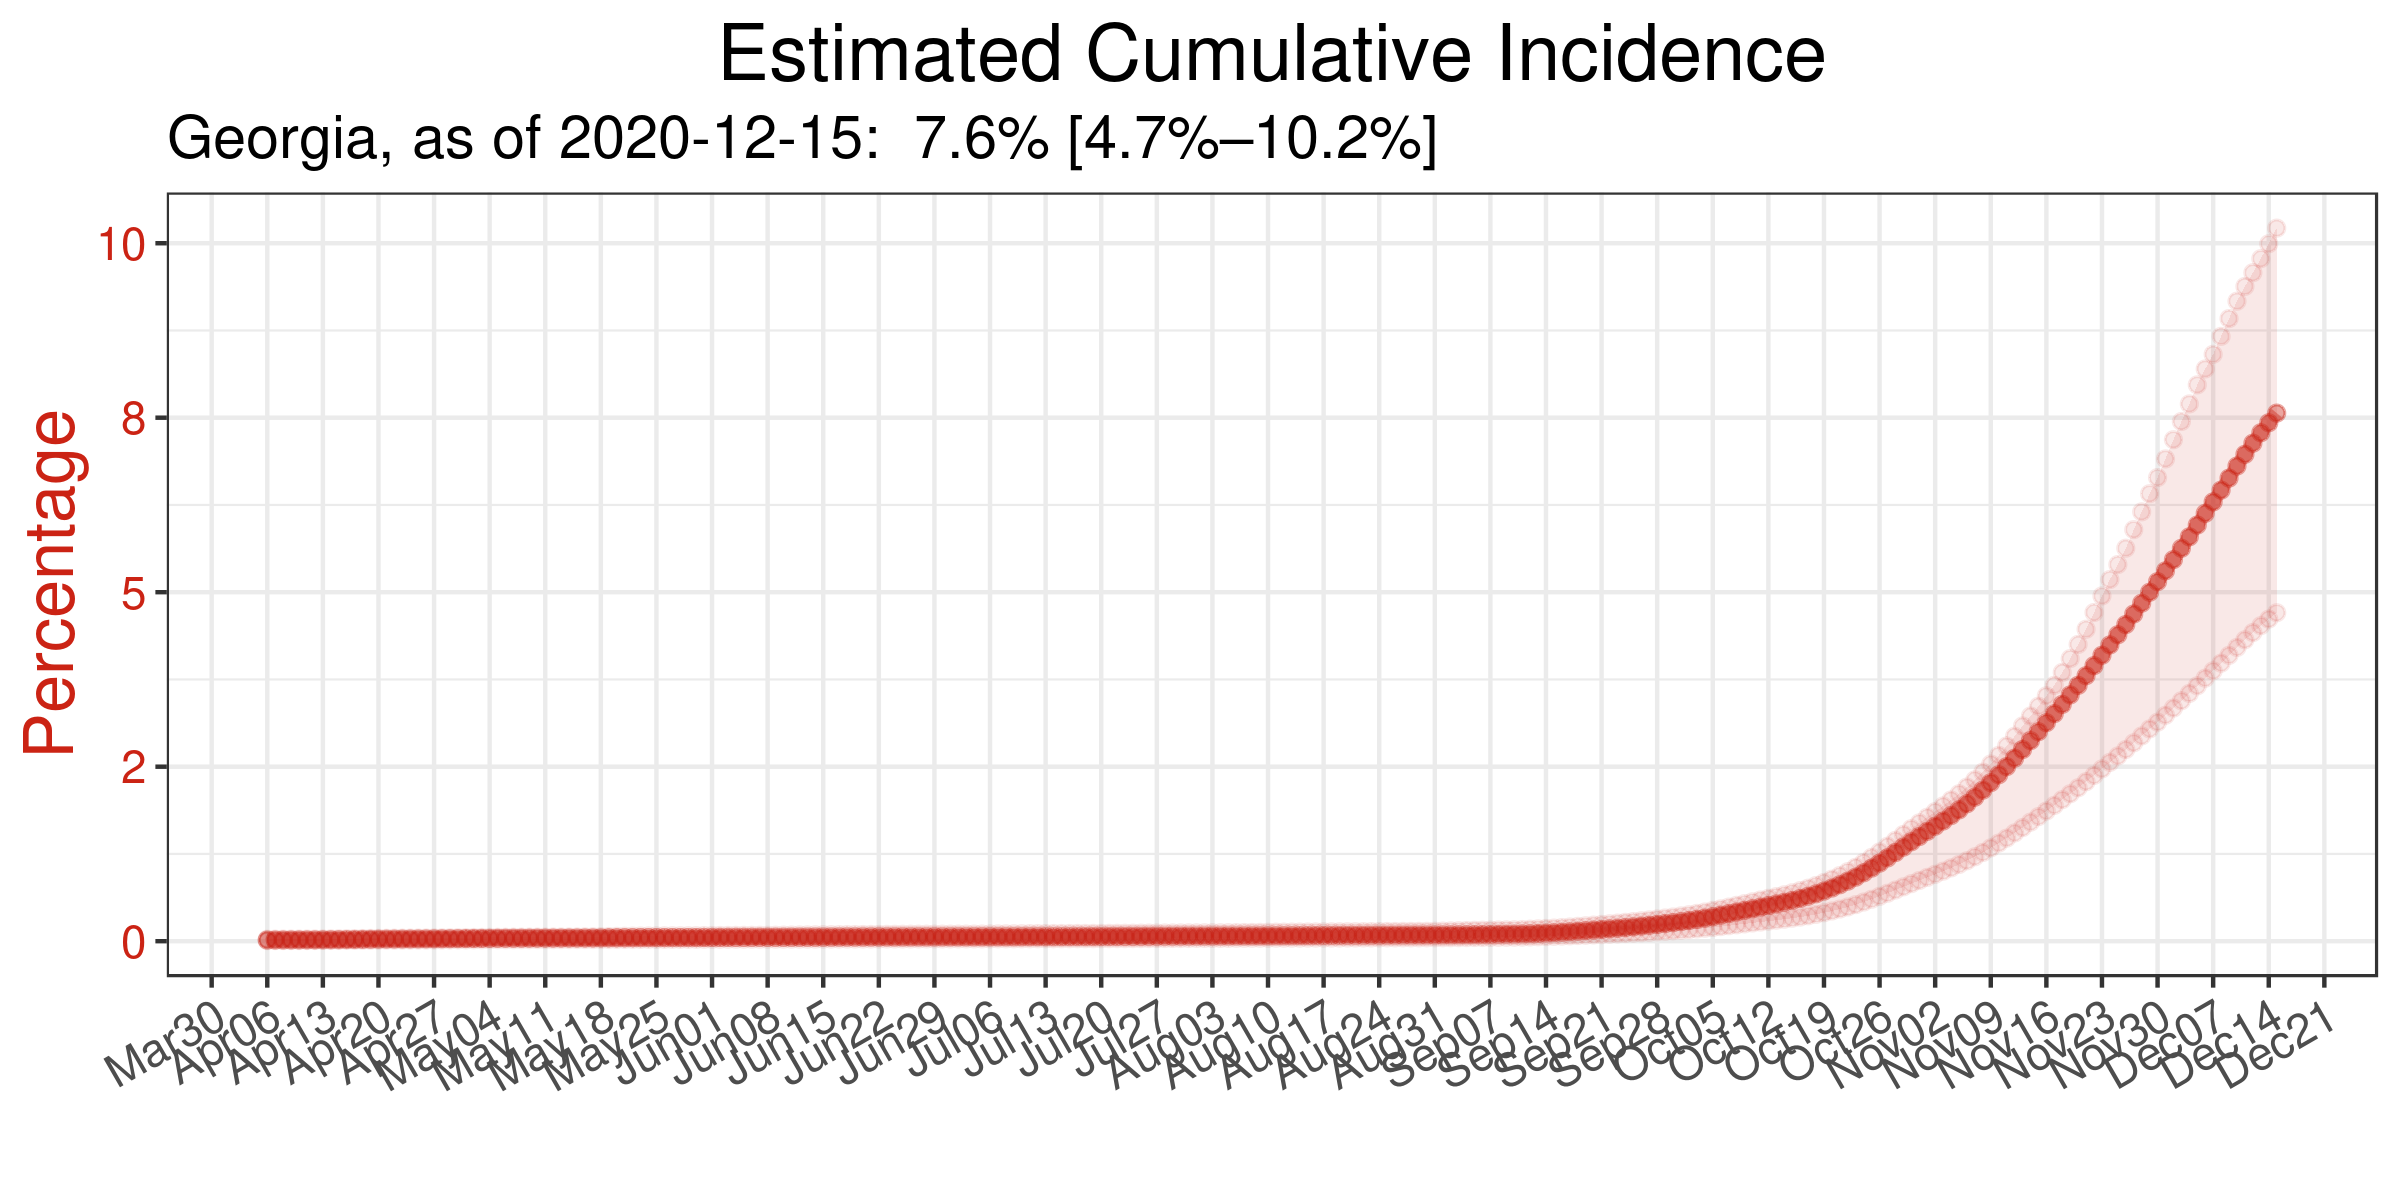 Estimated Cumulative Incidence
Georgia, as of 2020-12-15:  7.6% [4.7%–10.2%]
Percentage
10
8
5
2
0
Mar30
Apr06
Apr13
Apr20
Apr27
May04
May11
May18
May25
Jun01
Jun08
Jun15
Jun22
Jun29
Jul06
Jul13
Jul20
Jul27
Aug03
Aug10
Aug17
Aug24
Aug31
Sep07
Sep14
Sep21
Sep28
Oct05
Oct12
Oct19
Oct26
Nov02
Nov09
Nov16
Nov23
Nov30
Dec07
Dec14
Dec21